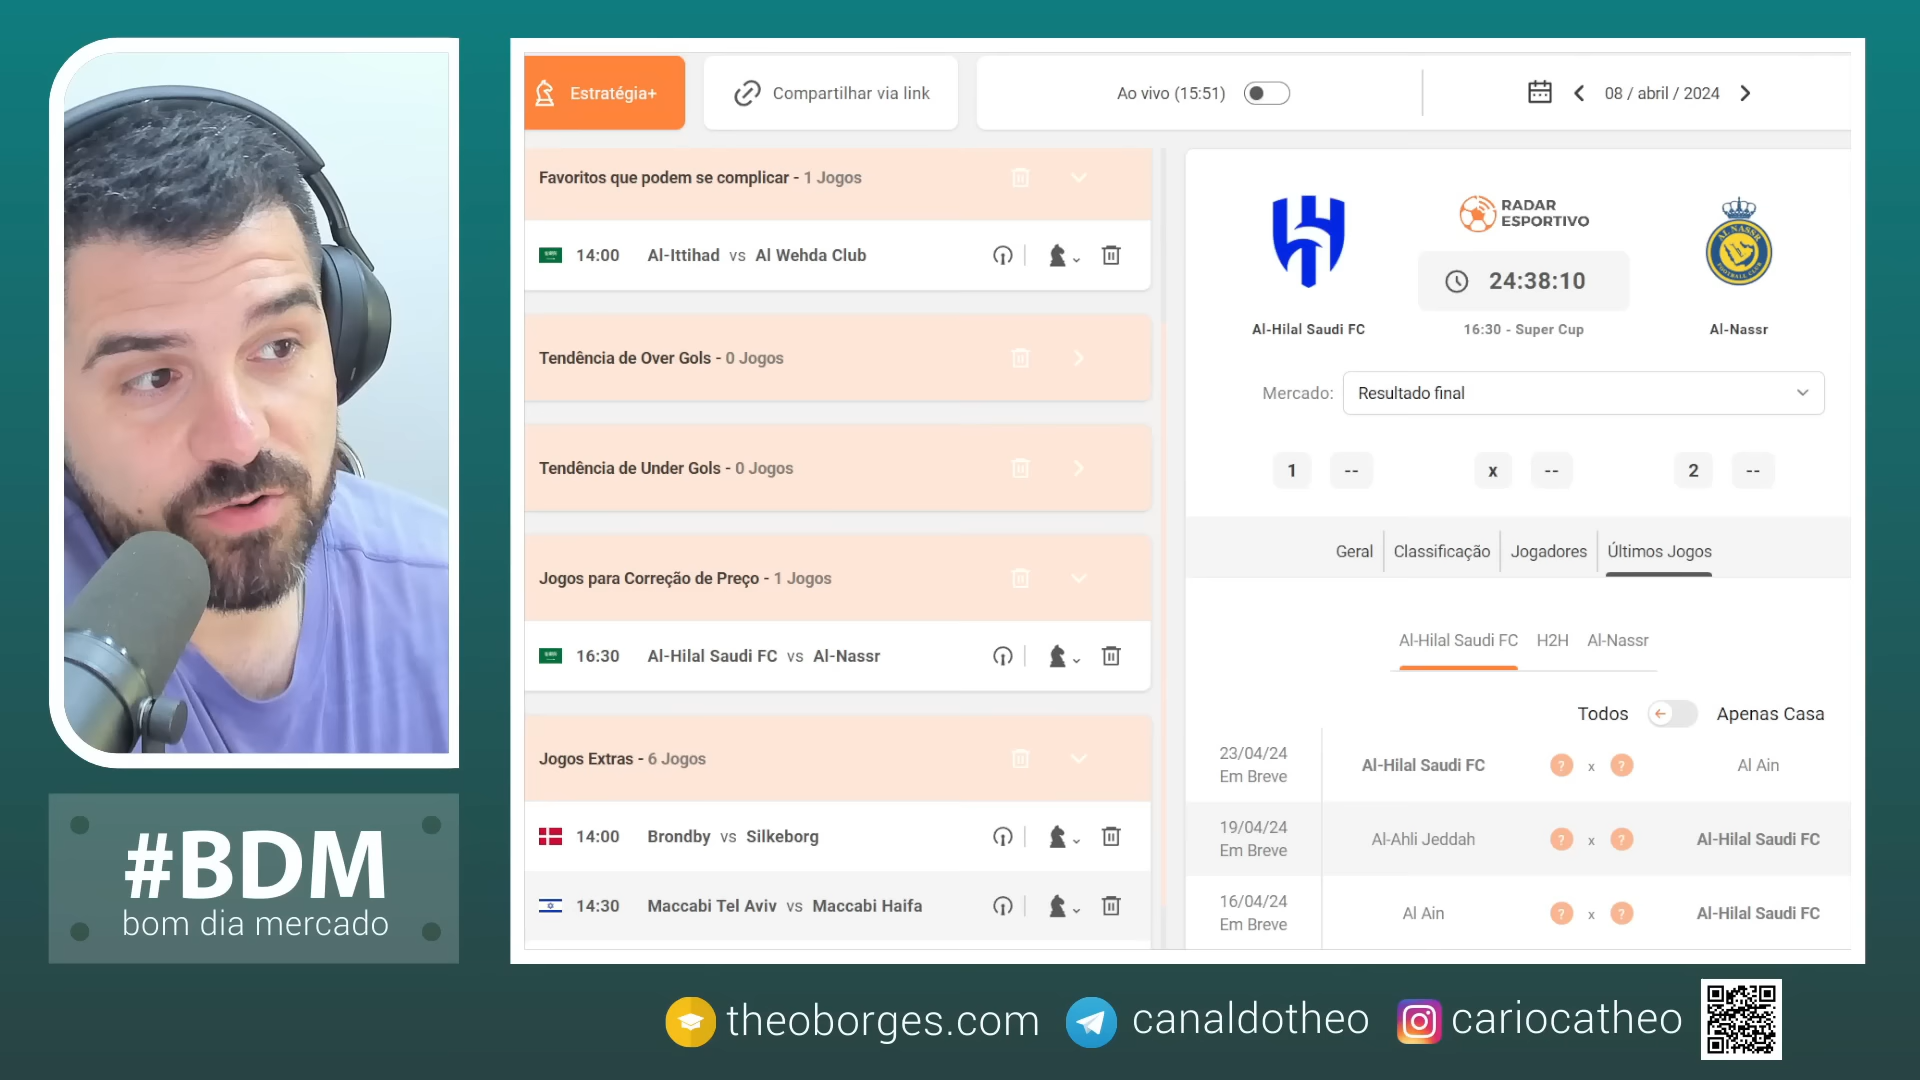 Estratégia+
Compartilhar via link
Ao vivo (15:51)
08 / abril / 2024
Favoritos que podem se complicar - 1 Jogos
14:00 Al-Ittihad vs Al Wehda Club
Tendência de Over Gols - 0 Jogos
Tendência de Under Gols - 0 Jogos
Jogos para Correção de Preço - 1 Jogos
16:30 Al-Hilal Saudi FC vs Al-Nassr
Jogos Extras - 6 Jogos
14:00 Brondby vs Silkeborg
14:30 Maccabi Tel Aviv vs Maccabi Haifa
RADAR
ESPORTIVO
AL NASSR
24:38:10
Al-Hilal Saudi FC
16:30 - Super Cup
Al-Nassr
Mercado: Resultado final
1 -- x -- 2 --
Geral Classificação Jogadores Últimos Jogos
Al-Hilal Saudi FC H2H Al-Nassr
Todos Apenas Casa
23/04/24
Em Breve
Al-Hilal Saudi FC ? x ? Al Ain
19/04/24
Em Breve
Al-Ahli Jeddah ? x ? Al-Hilal Saudi FC
16/04/24
Em Breve
Al Ain ? x ? Al-Hilal Saudi FC
#BDM
bom dia mercado
theoborges.com
canaldotheo
cariocatheo